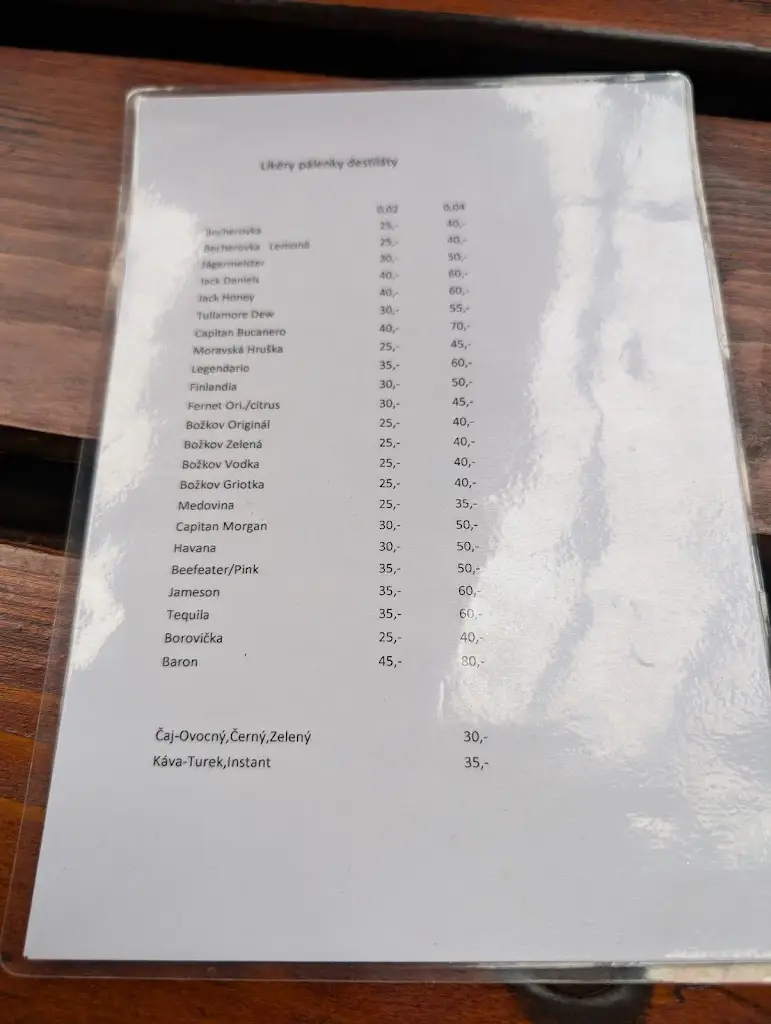 Likéry pálenky destiláty
0,02 0,04
Becherovka 25,- 40,-
Becherovka Lemond 25,- 40,-
Jägermeister 30,- 50,-
Jack Daniels 40,- 60,-
Jack Honey 40,- 60,-
Tullamore Dew 30,- 55,-
Capitan Bucanero 40,- 70,-
Moravská Hruška 25,- 45,-
Legendario 35,- 60,-
Finlandia 30,- 50,-
Fernet Ori./citrus 30,- 45,-
Božkov Originál 25,- 40,-
Božkov Zelená 25,- 40,-
Božkov Vodka 25,- 40,-
Božkov Griotka 25,- 40,-
Medovina 25,- 35,-
Capitan Morgan 30,- 50,-
Havana 30,- 50,-
Beefeater/Pink 35,- 50,-
Jameson 35,- 60,-
Tequila 35,- 60,-
Borovička 25,- 40,-
Baron 45,- 80,-
Čaj-Ovocný,Černý,Zelený 30,-
Káva-Turek,Instant 35,-